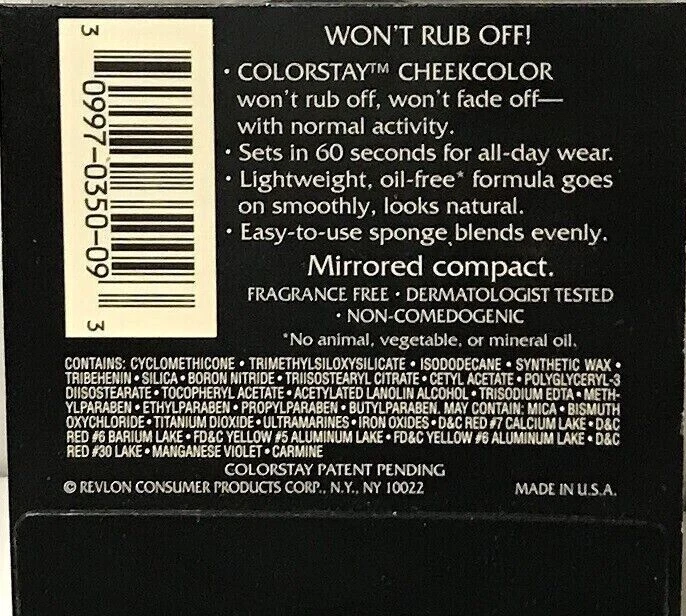 3 0997-0350-09 3
WON'T RUB OFF!
• COLORSTAY™ CHEEKCOLOR
won't rub off, won't fade off—
with normal activity.
• Sets in 60 seconds for all-day wear.
• Lightweight, oil-free* formula goes
on smoothly, looks natural.
• Easy-to-use sponge blends evenly.
Mirrored compact.
FRAGRANCE FREE • DERMATOLOGIST TESTED
• NON-COMEDOGENIC
*No animal, vegetable, or mineral oil.
CONTAINS: CYCLOMETHICONE • TRIMETHYLSILOXYSILICATE • ISODODECANE • SYNTHETIC WAX •
TRIBEHENIN • SILICA • BORON NITRIDE • TRIISOSTEARYL CITRATE • CETYL ACETATE • POLYGLYCERYL-3
DIISOSTEARATE • TOCOPHERYL ACETATE • ACETYLATED LANOLIN ALCOHOL • TRISODIUM EDTA • METH-
YLPARABEN • ETHYLPARABEN • PROPYLPARABEN • BUTYLPARABEN. MAY CONTAIN: MICA • BISMUTH
OXYCHLORIDE • TITANIUM DIOXIDE • ULTRAMARINES • IRON OXIDES • D&C RED #7 CALCIUM LAKE • D&C
RED #6 BARIUM LAKE • FD&C YELLOW #5 ALUMINUM LAKE • FD&C YELLOW #6 ALUMINUM LAKE • D&C
RED #30 LAKE • MANGANESE VIOLET • CARMINE
COLORSTAY PATENT PENDING
© REVLON CONSUMER PRODUCTS CORP., N.Y., NY 10022 MADE IN U.S.A.